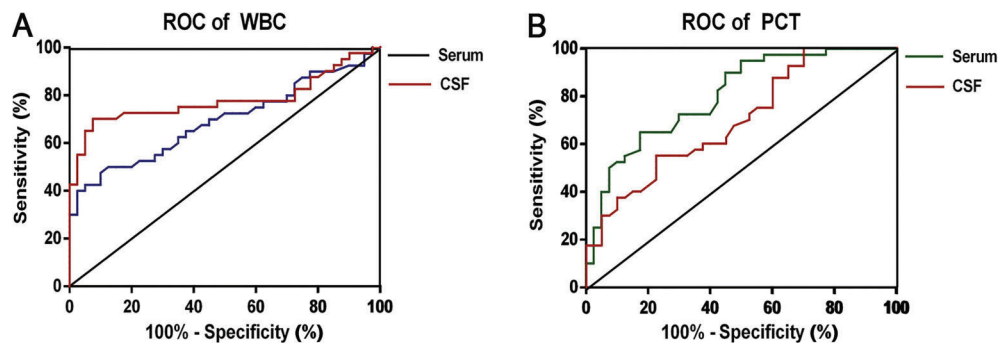 A
ROC of WBC
100
80
60
40
20
0
Sensitivity (%)
0 20 40 60 80 100
100% - Specificity (%)
Serum
CSF
B
ROC of PCT
100
80
60
40
20
0
Sensitivity (%)
0 20 40 60 80 100
100% - Specificity (%)
Serum
CSF